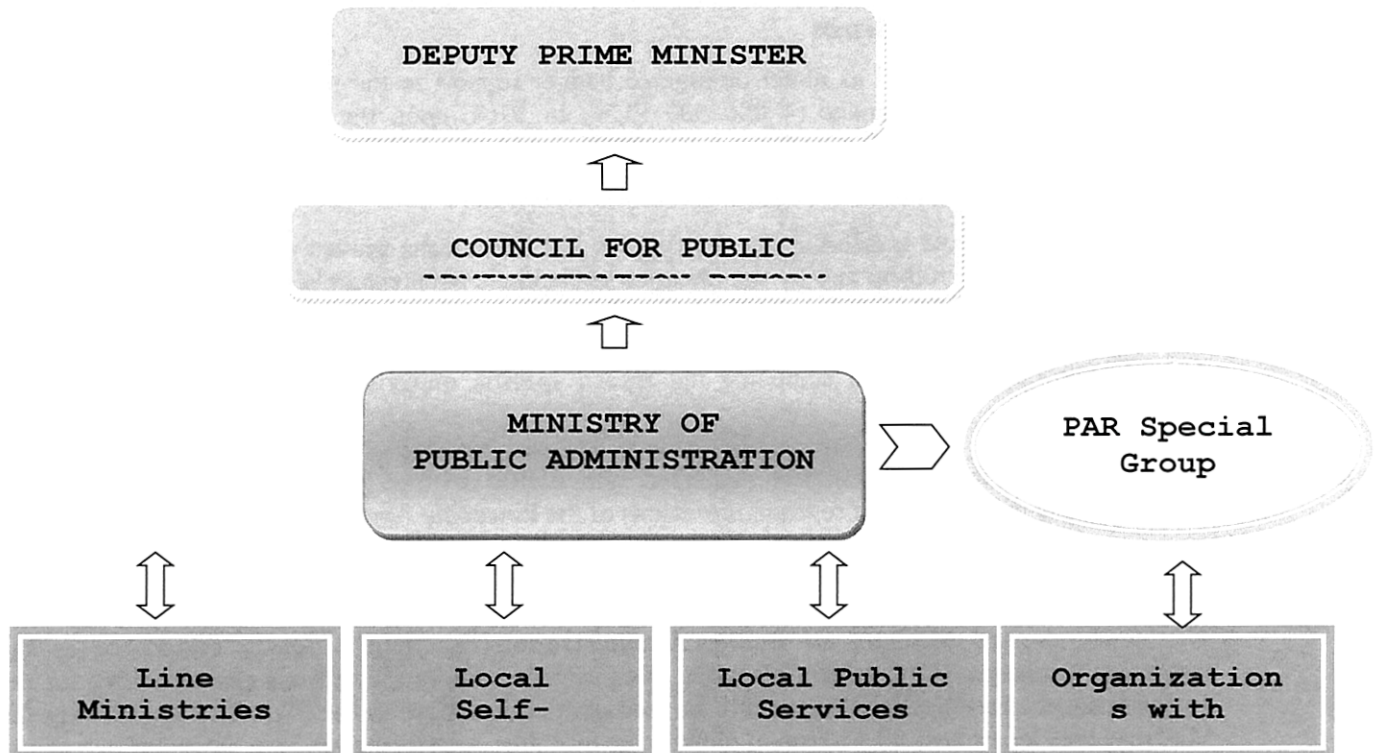 DEPUTY PRIME MINISTER
COUNCIL FOR PUBLIC
MINISTRY OF
PUBLIC ADMINISTRATION
PAR Special
Group
Line
Ministries
Local
Self-
Local Public
Services
Organization
s with